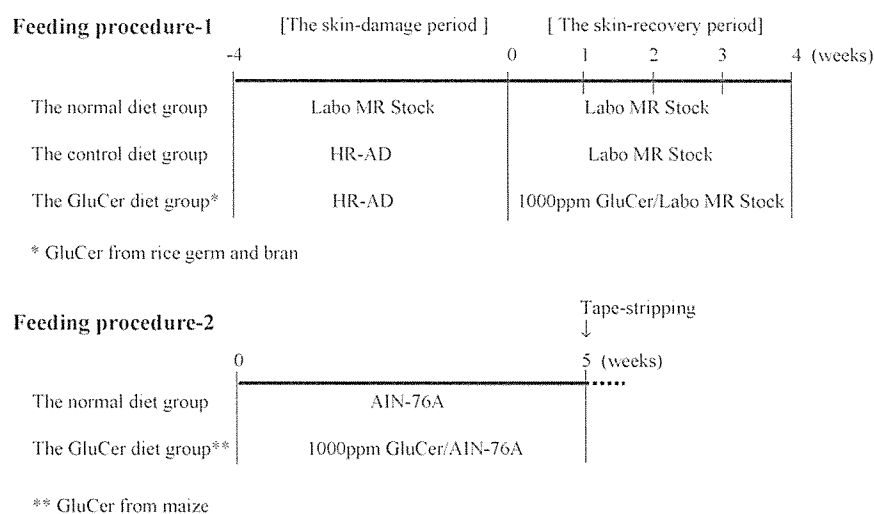 Feeding procedure-1 [The skin-damage period ] [ The skin-recovery period]
-4 0 1 2 3 4 (weeks)
The normal diet group Labo MR Stock Labo MR Stock
The control diet group HR-AD Labo MR Stock
The GluCer diet group* HR-AD 1000ppm GluCer/Labo MR Stock
* GluCer from rice germ and bran
Tape-stripping
Feeding procedure-2 ↓
0 5 (weeks)
The normal diet group AIN-76A
The GluCer diet group** 1000ppm GluCer/AIN-76A
** GluCer from maize